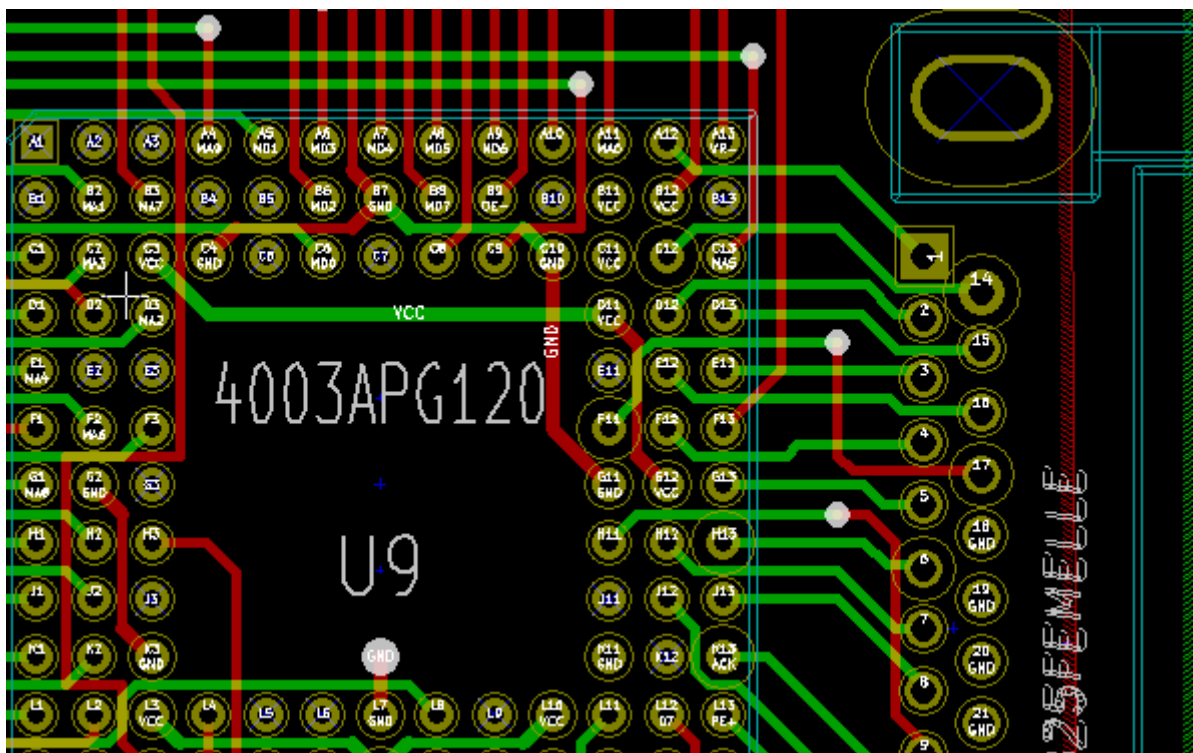 A1 A2 A3 A4 A5 A6 A7 A8 A9 A10 A11 A12 A13
MA9 MD1 MD3 MD4 MD5 MD6 MA0 VR-
B1 B2 B3 B4 B5 B6 B7 B8 B9 B10 B11 B12 B13
MA1 MA7 MD2 GND MD7 OE- VCC VCC
C1 C2 C3 C4 C6 C7 C8 C9 C10 C11 C12 C13
MA3 VCC GND MD0 GND VCC MA5
1
14
D1 D2 D3 VCC D11 D12 D13
MA2 VCC
2
GND
15
E1 E2 E3 E11 E12 E13
MA4
3
4003APG120
16
F1 F2 F3 F11 F12 F13
MA6
4
17
G1 G2 G3 G11 G12 G13
GND GND VCC
5
18
GND
H1 H2 H3 H11 H12 H13
U9
6
19
GND
J1 J2 J3 J11 J12 J13
7
K1 K2 K3 GND K11 K12 K13
GND GND ACK
20
GND
8
L1 L2 L3 L4 L5 L6 L7 L8 L9 L10 L11 L12 L13
VCC GND VCC D7 PE+
21
GND
9